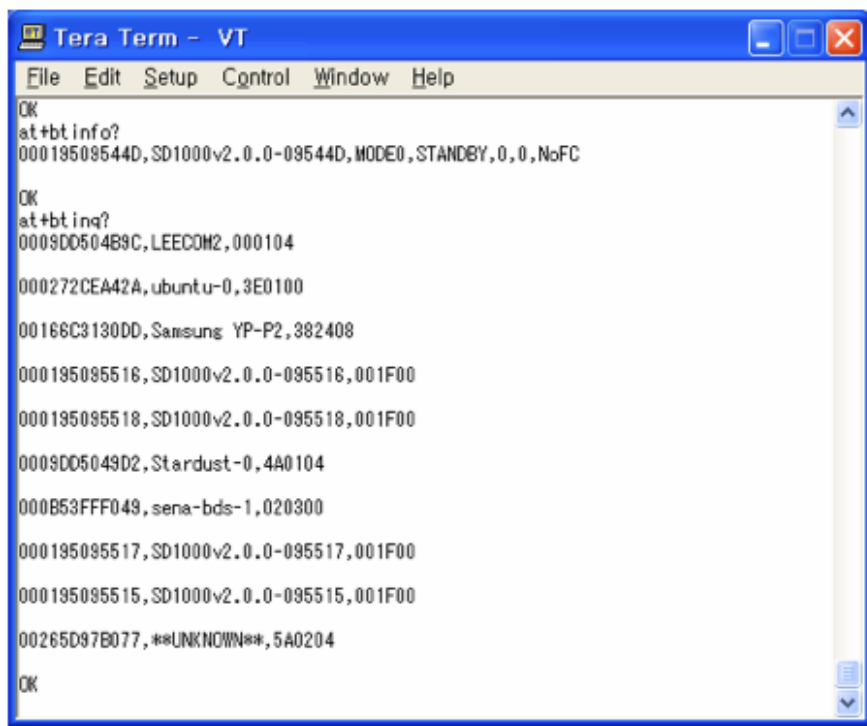 Tera Term - VT
File Edit Setup Control Window Help
OK
at+btinfo?
00019509544D,SD1000v2.0.0-09544D,MODE0,STANDBY,0,0,NoFC
OK
at+btinq?
0009DD504B9C,LEECOM2,000104
000272CEA42A,ubuntu-0,3E0100
00166C3130DD,Samsung YP-P2,382408
000195095516,SD1000v2.0.0-095516,001F00
000195095518,SD1000v2.0.0-095518,001F00
0009DD5049D2,Stardust-0,4A0104
000B53FFF049,sena-bds-1,020300
000195095517,SD1000v2.0.0-095517,001F00
000195095515,SD1000v2.0.0-095515,001F00
00265D97B077,**UNKNOWN**,5A0204
OK